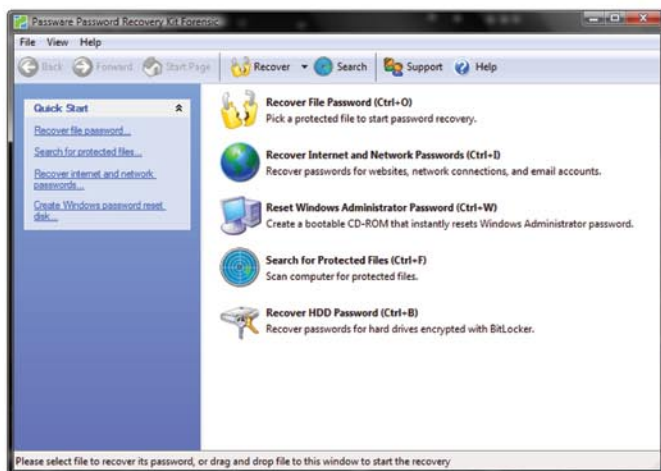 Passware Password Recovery Kit Forensic
File View Help
Back Forward Start Page Recover Search Support Help
Quick Start
Recover file password...
Search for protected files...
Recover internet and network
passwords...
Create Windows password reset
disk...
Recover File Password (Ctrl+O)
Pick a protected file to start password recovery.
Recover Internet and Network Passwords (Ctrl+I)
Recover passwords for websites, network connections, and email accounts.
Reset Windows Administrator Password (Ctrl+W)
Create a bootable CD-ROM that instantly resets Windows Administrator password.
Search for Protected Files (Ctrl+F)
Scan computer for protected files.
Recover HDD Password (Ctrl+B)
Recover passwords for hard drives encrypted with BitLocker.
Please select file to recover its password, or drag and drop file to this window to start the recovery